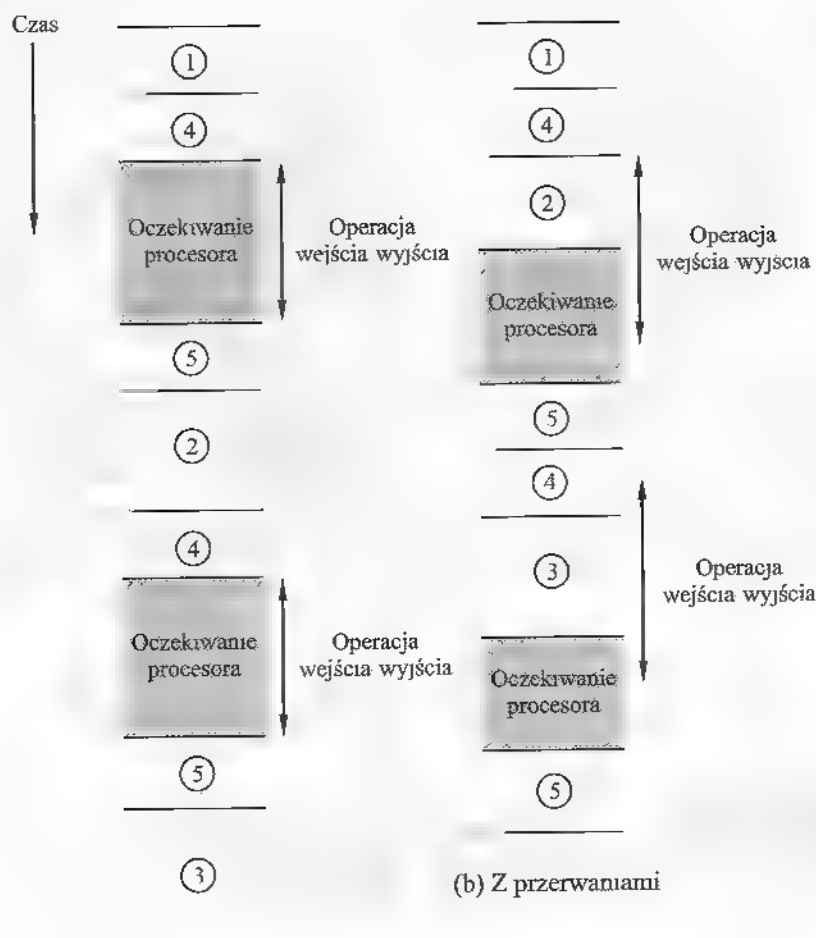 Czas
1
4
Oczekiwanie
procesora
Operacja
wejścia wyjścia
5
2
4
Oczekiwanie
procesora
Operacja
wejścia wyjścia
5
3
1
4
2
Operacja
wejścia wyjścia
Oczekiwanie
procesora
5
4
3
Operacja
wejścia wyjścia
Oczekiwanie
procesora
5
(b) Z przerwaniami